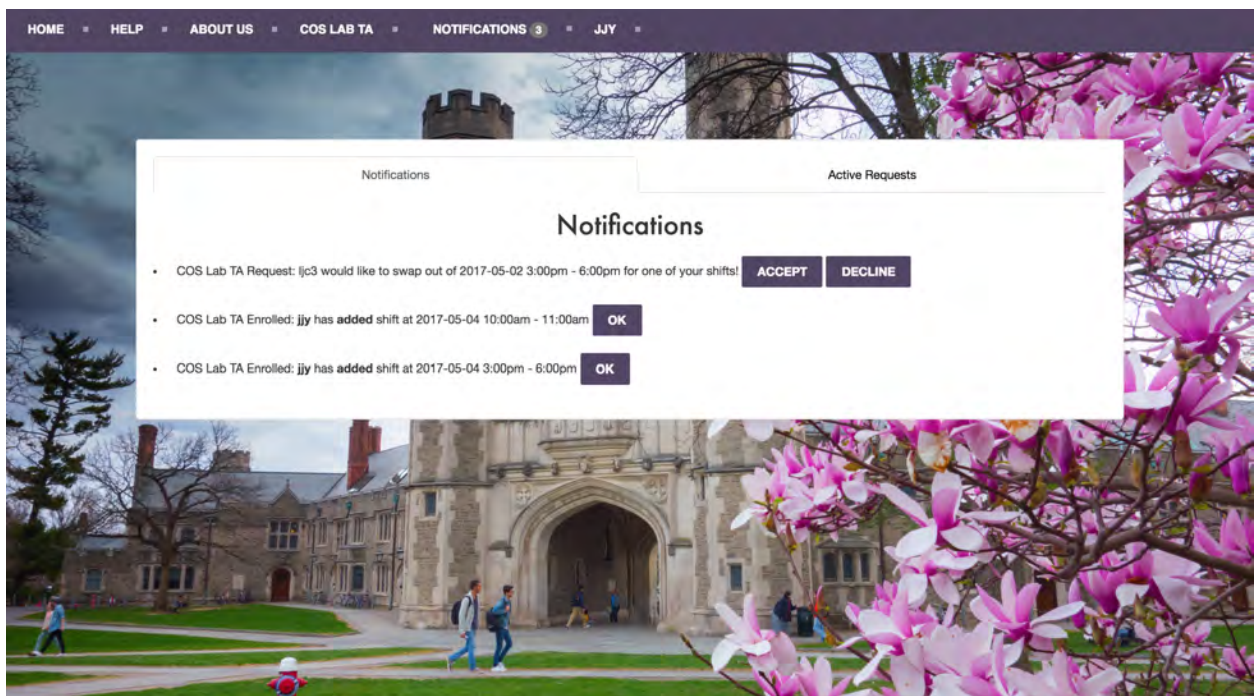 HOME HELP ABOUT US COS LAB TA NOTIFICATIONS 3 JJY
Notifications Active Requests
Notifications
• COS Lab TA Request: ljc3 would like to swap out of 2017-05-02 3:00pm - 6:00pm for one of your shifts! ACCEPT DECLINE
• COS Lab TA Enrolled: jjy has added shift at 2017-05-04 10:00am - 11:00am OK
• COS Lab TA Enrolled: jjy has added shift at 2017-05-04 3:00pm - 6:00pm OK